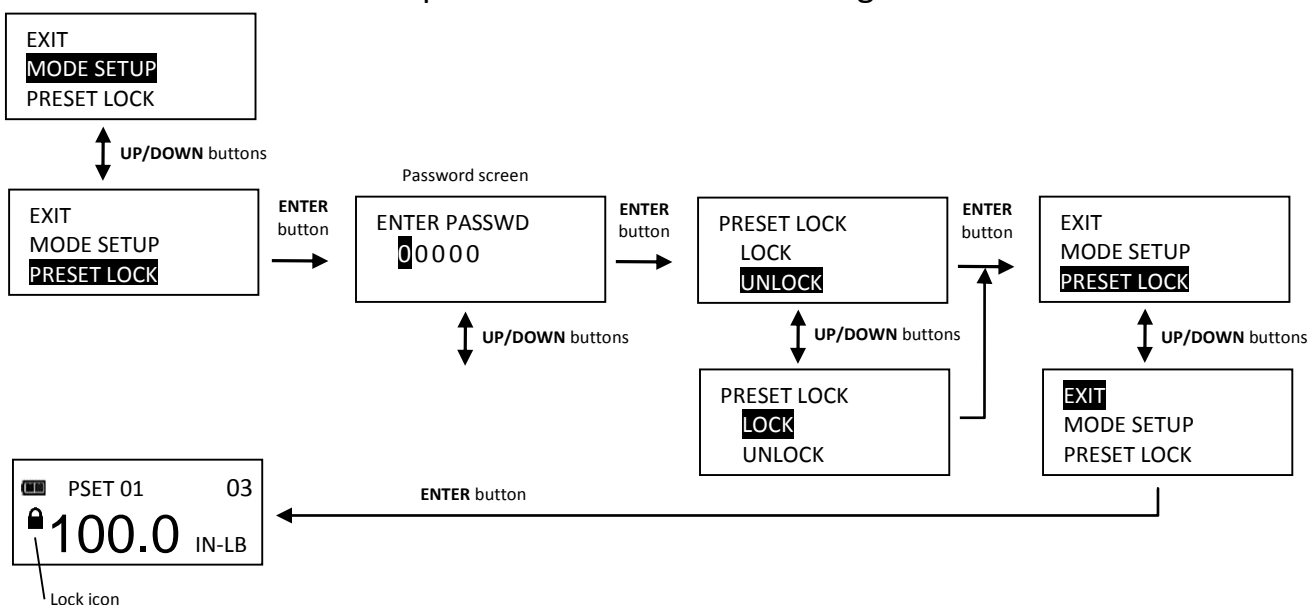 EXIT
MODE SETUP
PRESET LOCK
UP/DOWN buttons
EXIT
MODE SETUP
PRESET LOCK
ENTER
button
Password screen
ENTER PASSWD
00000
UP/DOWN buttons
ENTER
button
PRESET LOCK
LOCK
UNLOCK
UP/DOWN buttons
PRESET LOCK
LOCK
UNLOCK
ENTER
button
EXIT
MODE SETUP
PRESET LOCK
UP/DOWN buttons
EXIT
MODE SETUP
PRESET LOCK
ENTER button
PSET 01 03
100.0 IN-LB
Lock icon